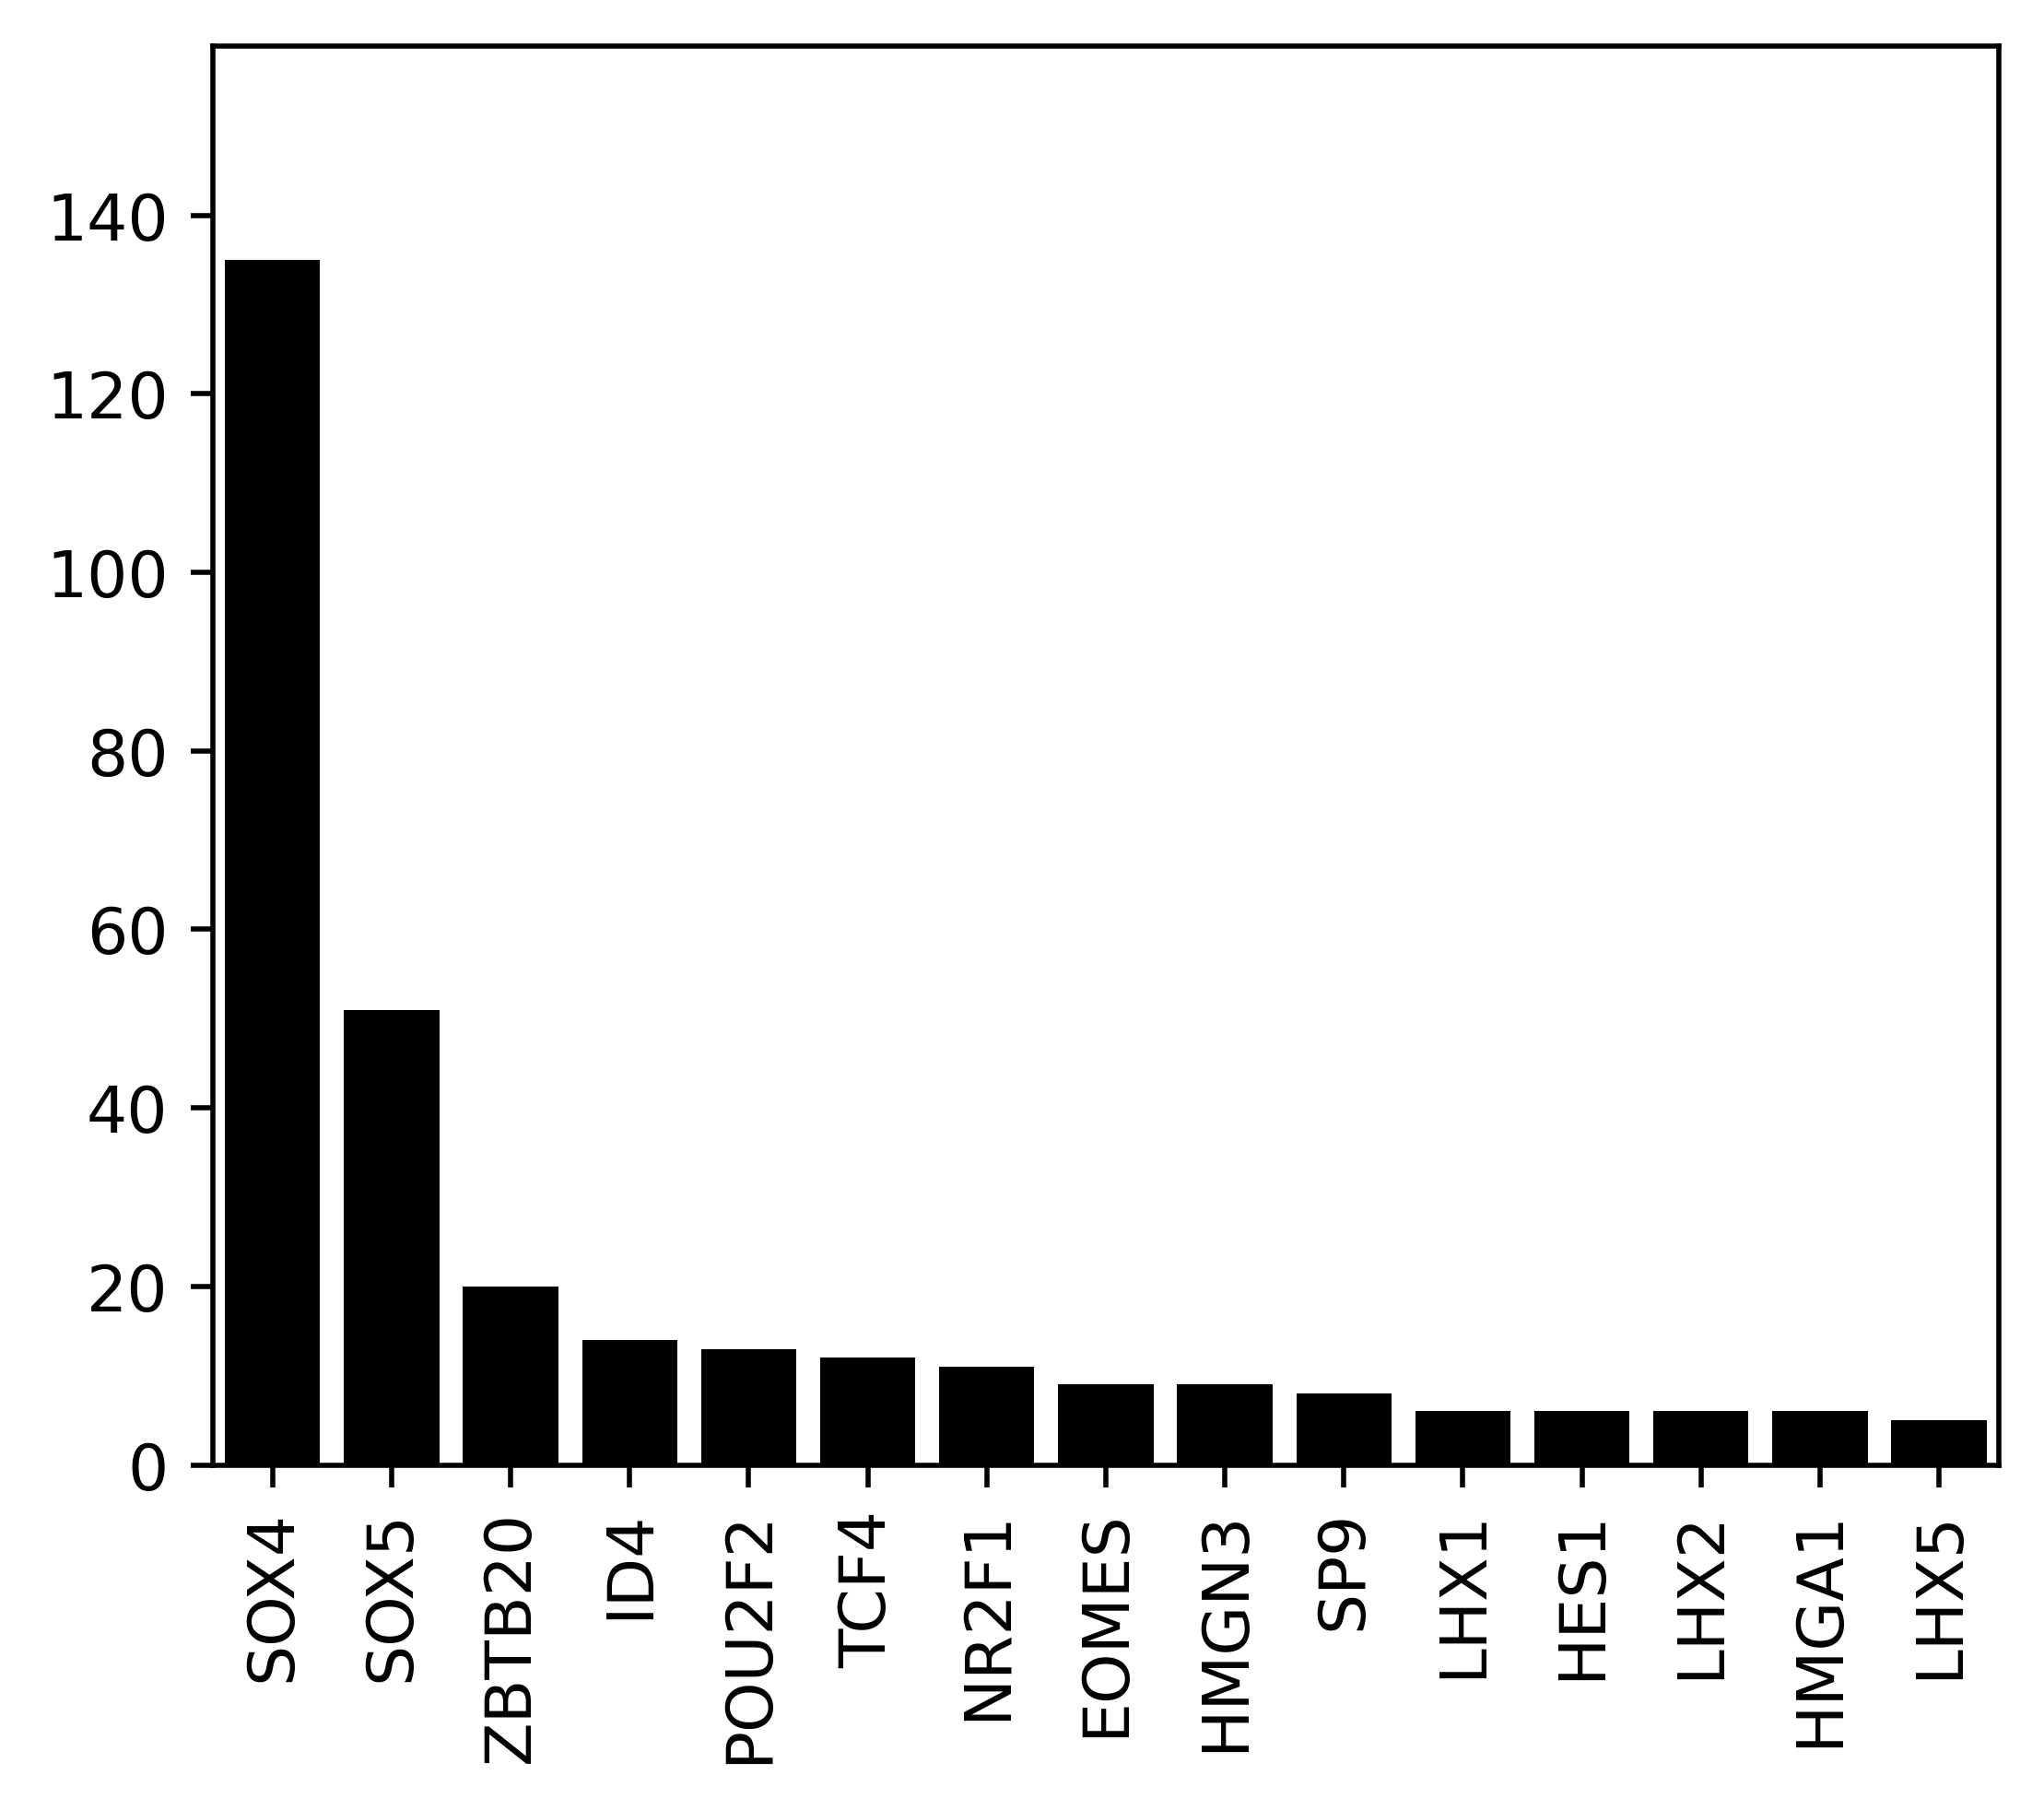 140
120
100
80
60
40
20
0
SOX4
SOX5
ZBTB20
ID4
POU2F2
TCF4
NR2F1
EOMES
HMGN3
SP9
LHX1
HES1
LHX2
HMGA1
LHX5